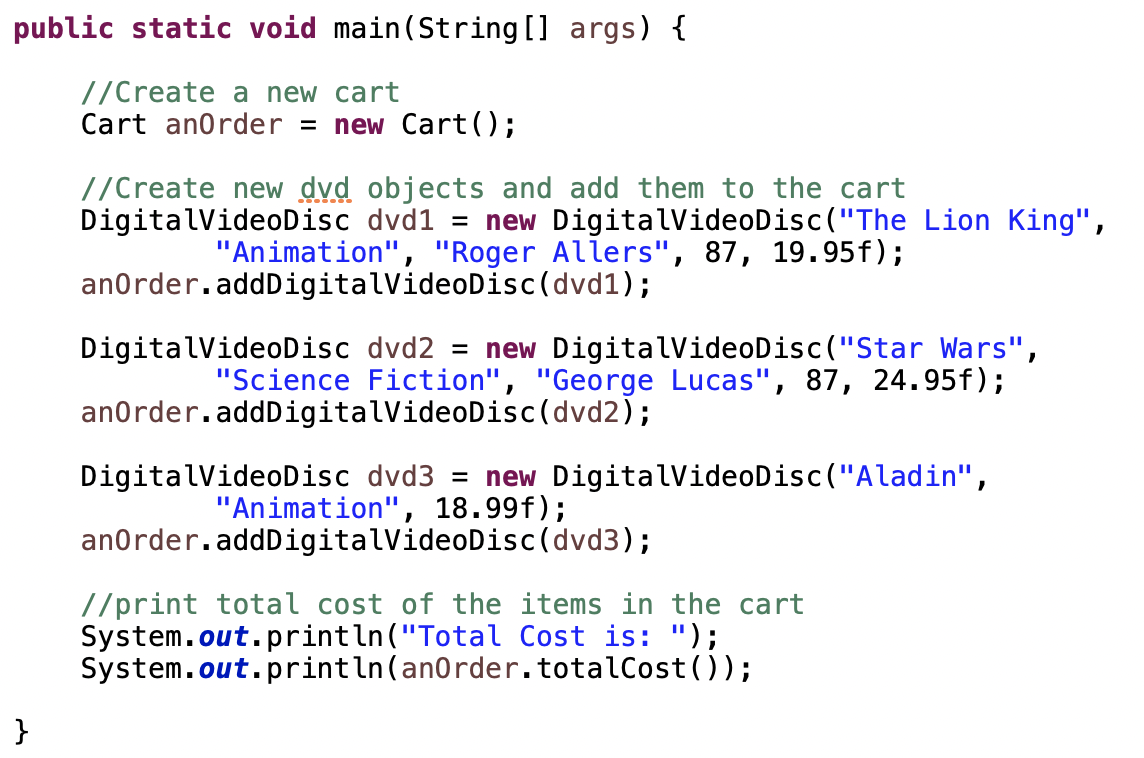 public static void main(String[] args) {
//Create a new cart
Cart anOrder = new Cart();
//Create new dvd objects and add them to the cart
DigitalVideoDisc dvd1 = new DigitalVideoDisc("The Lion King",
"Animation", "Roger Allers", 87, 19.95f);
anOrder.addDigitalVideoDisc(dvd1);
DigitalVideoDisc dvd2 = new DigitalVideoDisc("Star Wars",
"Science Fiction", "George Lucas", 87, 24.95f);
anOrder.addDigitalVideoDisc(dvd2);
DigitalVideoDisc dvd3 = new DigitalVideoDisc("Aladin",
"Animation", 18.99f);
anOrder.addDigitalVideoDisc(dvd3);
//print total cost of the items in the cart
System.out.println("Total Cost is: ");
System.out.println(anOrder.totalCost());
}